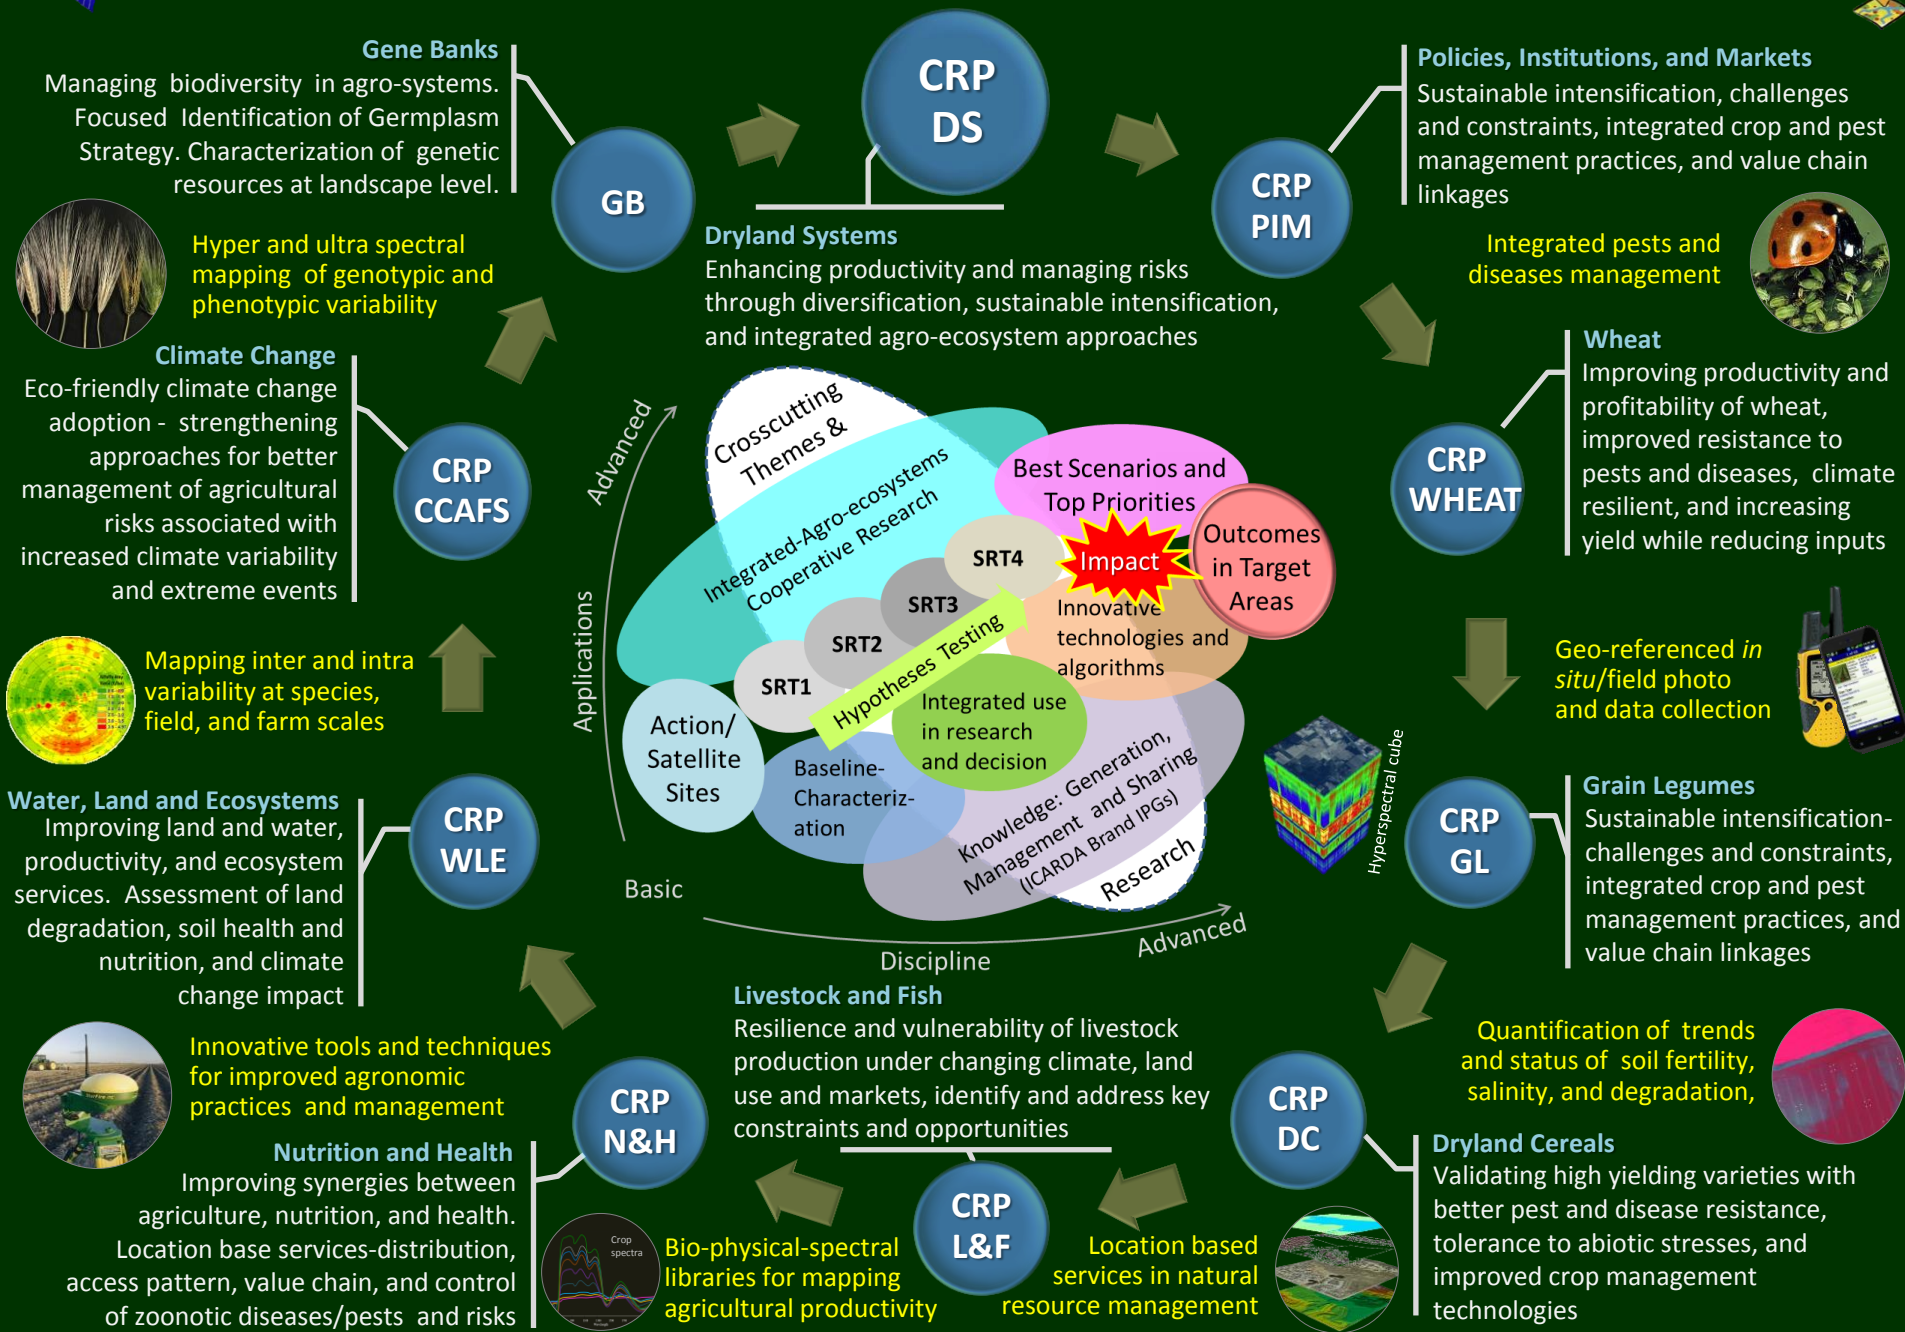 Gene Banks
Managing biodiversity in agro-systems.
Focused Identification of Germplasm
Strategy. Characterization of genetic
resources at landscape level.
GB
CRP
DS
Dryland Systems
Enhancing productivity and managing risks
through diversification, sustainable intensification,
and integrated agro-ecosystem approaches
CRP
PIM
Policies, Institutions, and Markets
Sustainable intensification, challenges
and constraints, integrated crop and pest
management practices, and value chain
linkages
Hyper and ultra spectral
mapping of genotypic and
phenotypic variability
Integrated pests and
diseases management
Climate Change
Eco-friendly climate change
adoption - strengthening
approaches for better
management of agricultural
risks associated with
increased climate variability
and extreme events
CRP
CCAFS
Wheat
Improving productivity and
profitability of wheat,
improved resistance to
pests and diseases, climate
resilient, and increasing
yield while reducing inputs
CRP
WHEAT
Advanced
Applications
Basic
Discipline
Advanced
Crosscutting
Themes &
Integrated-Agro-ecosystems
Cooperative Research
Best Scenarios and
Top Priorities
Impact
Outcomes
in Target
Areas
SRT4
SRT3
SRT2
SRT1
Hypotheses Testing
Innovative
technologies and
algorithms
Integrated use
in research
and decision
Action/
Satellite
Sites
Baseline-
Characteriz-
ation
Knowledge: Generation,
Management and Sharing
(ICARDA Brand IPGs)
Research
Mapping inter and intra
variability at species,
field, and farm scales
Geo-referenced in
situ/field photo
and data collection
Hyperspectral cube
Water, Land and Ecosystems
Improving land and water,
productivity, and ecosystem
services. Assessment of land
degradation, soil health and
nutrition, and climate
change impact
CRP
WLE
CRP
GL
Grain Legumes
Sustainable intensification-
challenges and constraints,
integrated crop and pest
management practices, and
value chain linkages
Innovative tools and techniques
for improved agronomic
practices and management
Livestock and Fish
Resilience and vulnerability of livestock
production under changing climate, land
use and markets, identify and address key
constraints and opportunities
Quantification of trends
and status of soil fertility,
salinity, and degradation,
CRP
N&H
Nutrition and Health
Improving synergies between
agriculture, nutrition, and health.
Location base services-distribution,
access pattern, value chain, and control
of zoonotic diseases/pests and risks
Crop
spectra
Bio-physical-spectral
libraries for mapping
agricultural productivity
CRP
L&F
Location based
services in natural
resource management
CRP
DC
Dryland Cereals
Validating high yielding varieties with
better pest and disease resistance,
tolerance to abiotic stresses, and
improved crop management
technologies